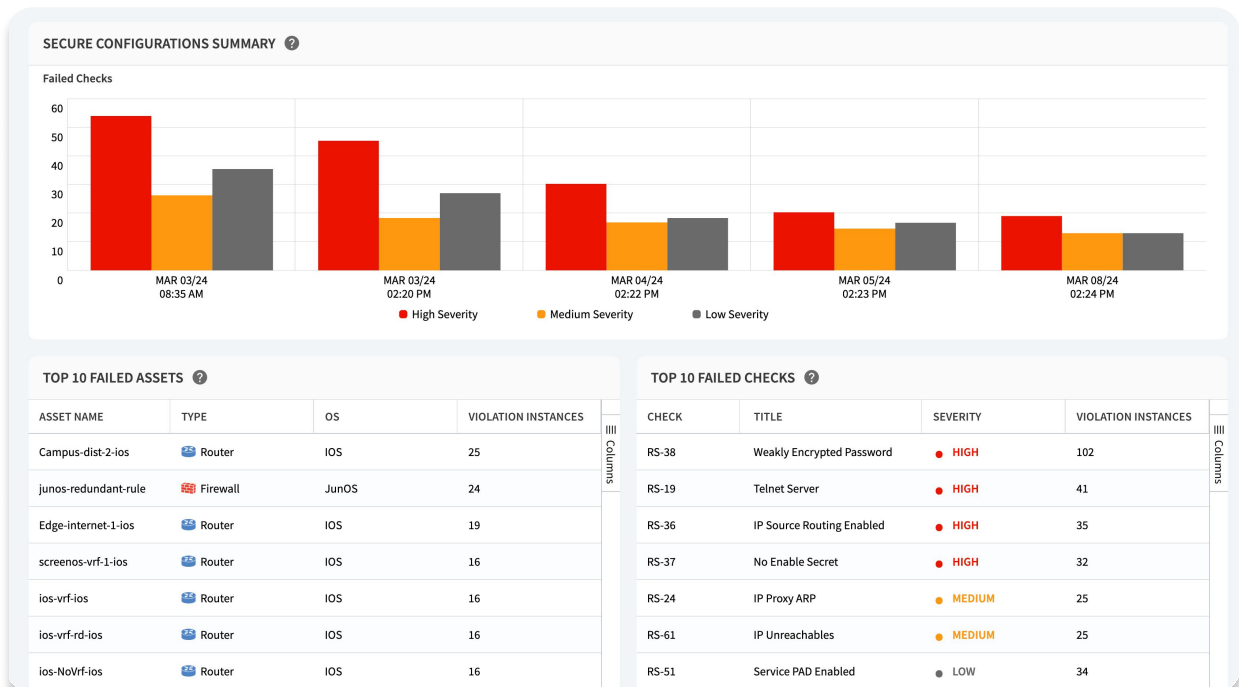 SECURE CONFIGURATIONS SUMMARY ?
Failed Checks
60
50
40
30
20
10
0
MAR 03/24 MAR 03/24 MAR 04/24 MAR 05/24 MAR 08/24
08:35 AM 02:20 PM 02:22 PM 02:23 PM 02:24 PM
High Severity Medium Severity Low Severity
TOP 10 FAILED ASSETS ?
ASSET NAME TYPE OS VIOLATION INSTANCES
Campus-dist-2-ios Router IOS 25
junos-redundant-rule Firewall JunOS 24
Edge-internet-1-ios Router IOS 19
screenos-vrf-1-ios Router IOS 16
ios-vrf-ios Router IOS 16
ios-vrf-rd-ios Router IOS 16
ios-NoVrf-ios Router IOS 16
Columns
TOP 10 FAILED CHECKS ?
CHECK TITLE SEVERITY VIOLATION INSTANCES
RS-38 Weakly Encrypted Password HIGH 102
RS-19 Telnet Server HIGH 41
RS-36 IP Source Routing Enabled HIGH 35
RS-37 No Enable Secret HIGH 32
RS-24 IP Proxy ARP MEDIUM 25
RS-61 IP Unreachables MEDIUM 25
RS-51 Service PAD Enabled LOW 34
Columns